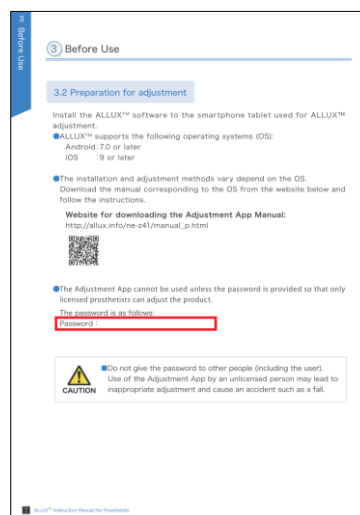 3 Before Use
3 Before Use
3.2 Preparation for adjustment
Install the ALLUX™ software to the smartphone tablet used for ALLUX™
adjustment.
●ALLUX™ supports the following operating systems (OS):
Android:7.0 or later
iOS :9 or later
●The installation and adjustment methods vary depend on the OS.
Download the manual corresponding to the OS from the website below and
follow the instructions.
Website for downloading the Adjustment App Manual:
http://allux.info/ne-z41/manual_p.html
●The Adjustment App cannot be used unless the password is provided so that only
licensed prosthetists can adjust the product.
The password is as follows:
Password :
CAUTION
■Do not give the password to other people (including the user).
Use of the Adjustment App by an unlicensed person may lead to
inappropriate adjustment and cause an accident such as a fall.
ALLUX™ Instruction Manual For Prosthetists